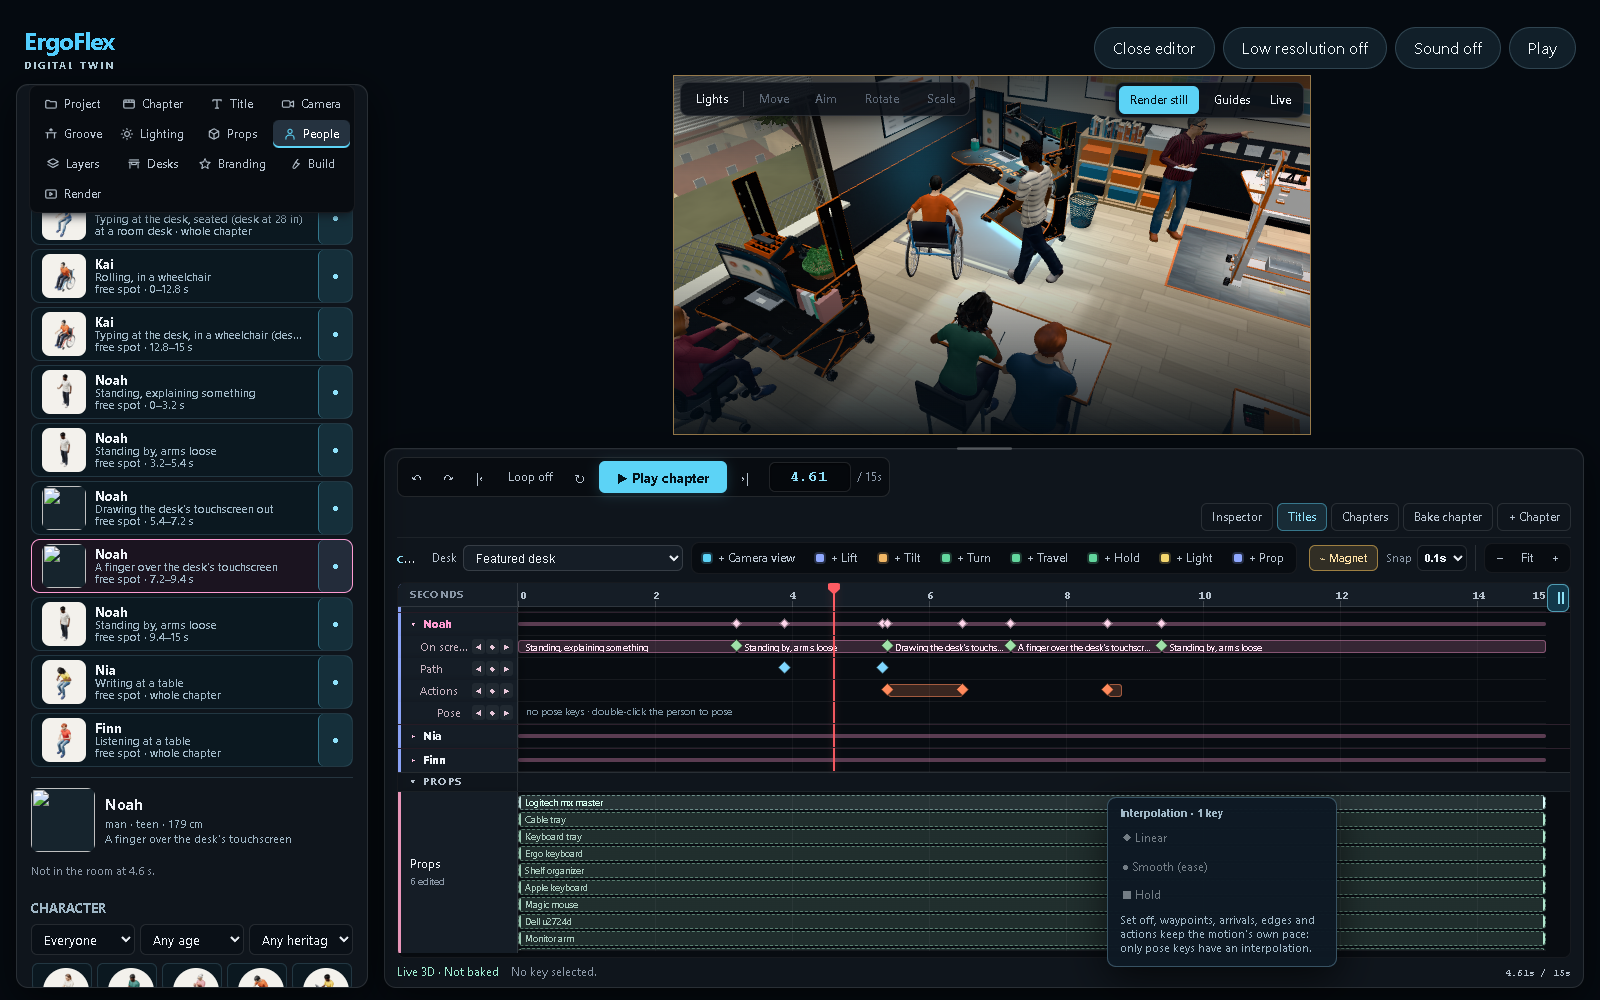 ErgoFlex
DIGITAL TWIN
Close editor
Low resolution off
Sound off
Play
Project
Chapter
Title
Camera
Groove
Lighting
Props
People
Layers
Desks
Branding
Build
Render
Typing at the desk, seated (desk at 28 in)
at a room desk · whole chapter
Kai
Rolling, in a wheelchair
free spot · 0–12.8 s
Kai
Typing at the desk, in a wheelchair (des...
free spot · 12.8–15 s
Noah
Standing, explaining something
free spot · 0–3.2 s
Noah
Standing by, arms loose
free spot · 3.2–5.4 s
Noah
Drawing the desk's touchscreen out
free spot · 5.4–7.2 s
Noah
A finger over the desk's touchscreen
free spot · 7.2–9.4 s
Noah
Standing by, arms loose
free spot · 9.4–15 s
Nia
Writing at a table
free spot · whole chapter
Finn
Listening at a table
free spot · whole chapter
Noah
man · teen · 179 cm
A finger over the desk's touchscreen
Not in the room at 4.6 s.
CHARACTER
Everyone
Any age
Any heritag
Lights
Move
Aim
Rotate
Scale
Render still
Guides
Live
Loop off
▶ Play chapter
4.61
/ 15s
Inspector
Titles
Chapters
Bake chapter
+ Chapter
c...
Desk
Featured desk
+ Camera view
+ Lift
+ Tilt
+ Turn
+ Travel
+ Hold
+ Light
+ Prop
~ Magnet
Snap
0.1s
− Fit +
SECONDS
0 2 4 6 8 10 12 14 15
Noah
On scre...
Standing, explaining something
Standing by, arms loose
Drawing the desk's touchs...
A finger over the desk's touchscr...
Standing by, arms loose
Path
Actions
Pose
no pose keys · double-click the person to pose
Nia
Finn
PROPS
Props
6 edited
Logitech mx master
Cable tray
Keyboard tray
Ergo keyboard
Shelf organizer
Apple keyboard
Magic mouse
Dell u2724d
Monitor arm
Interpolation · 1 key
◆ Linear
● Smooth (ease)
■ Hold
Set off, waypoints, arrivals, edges and
actions keep the motion's own pace:
only pose keys have an interpolation.
Live 3D · Not baked
No key selected.
4.61s / 15s